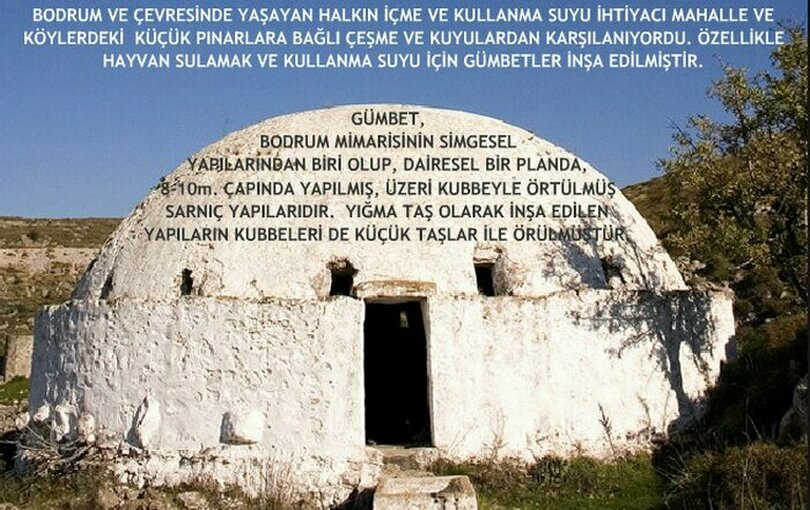 BODRUM VE ÇEVRESİNDE YAŞAYAN HALKIN İÇME VE KULLANMA SUYU İHTİYACI MAHALLE VE
KÖYLERDEKİ KÜÇÜK PINARLARA BAĞLI ÇEŞME VE KUYULARDAN KARŞILANIYORDU. ÖZELLİKLE
HAYVAN SULAMAK VE KULLANMA SUYU İÇİN GÜMBETLER İNŞA EDİLMİŞTİR.
GÜMBET,
BODRUM MİMARİSİNİN SİMGESEL
YAPILARINDAN BİRİ OLUP, DAİRESEL BİR PLANDA,
8-10m. ÇAPINDA YAPILMIŞ, ÜZERİ KUBBEYLE ÖRTÜLMÜŞ
SARNIÇ YAPILARIDIR. YIĞMA TAŞ OLARAK İNŞA EDİLEN
YAPILARIN KUBBELERİ DE KÜÇÜK TAŞLAR İLE ÖRÜLMÜŞTÜR.